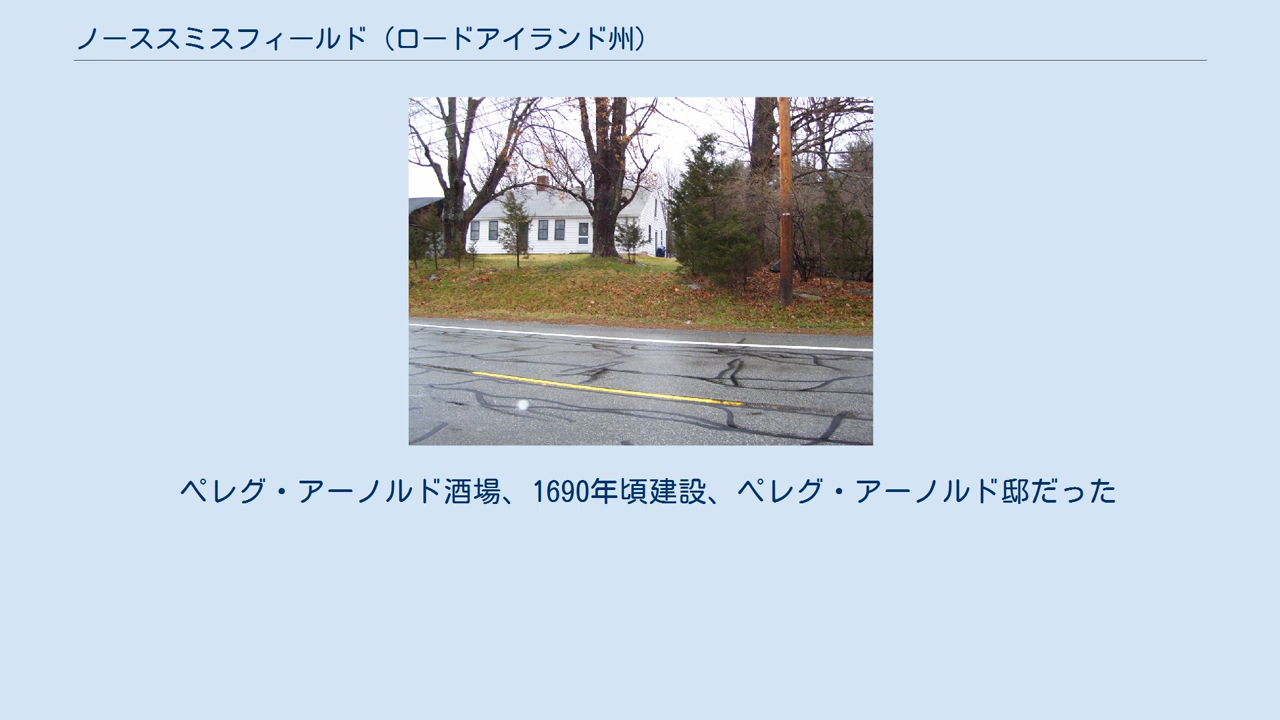 ノーススミスフィールド（ロードアイランド州）
ペレグ・アーノルド酒場、1690年頃建設、ペレグ・アーノルド邸だった